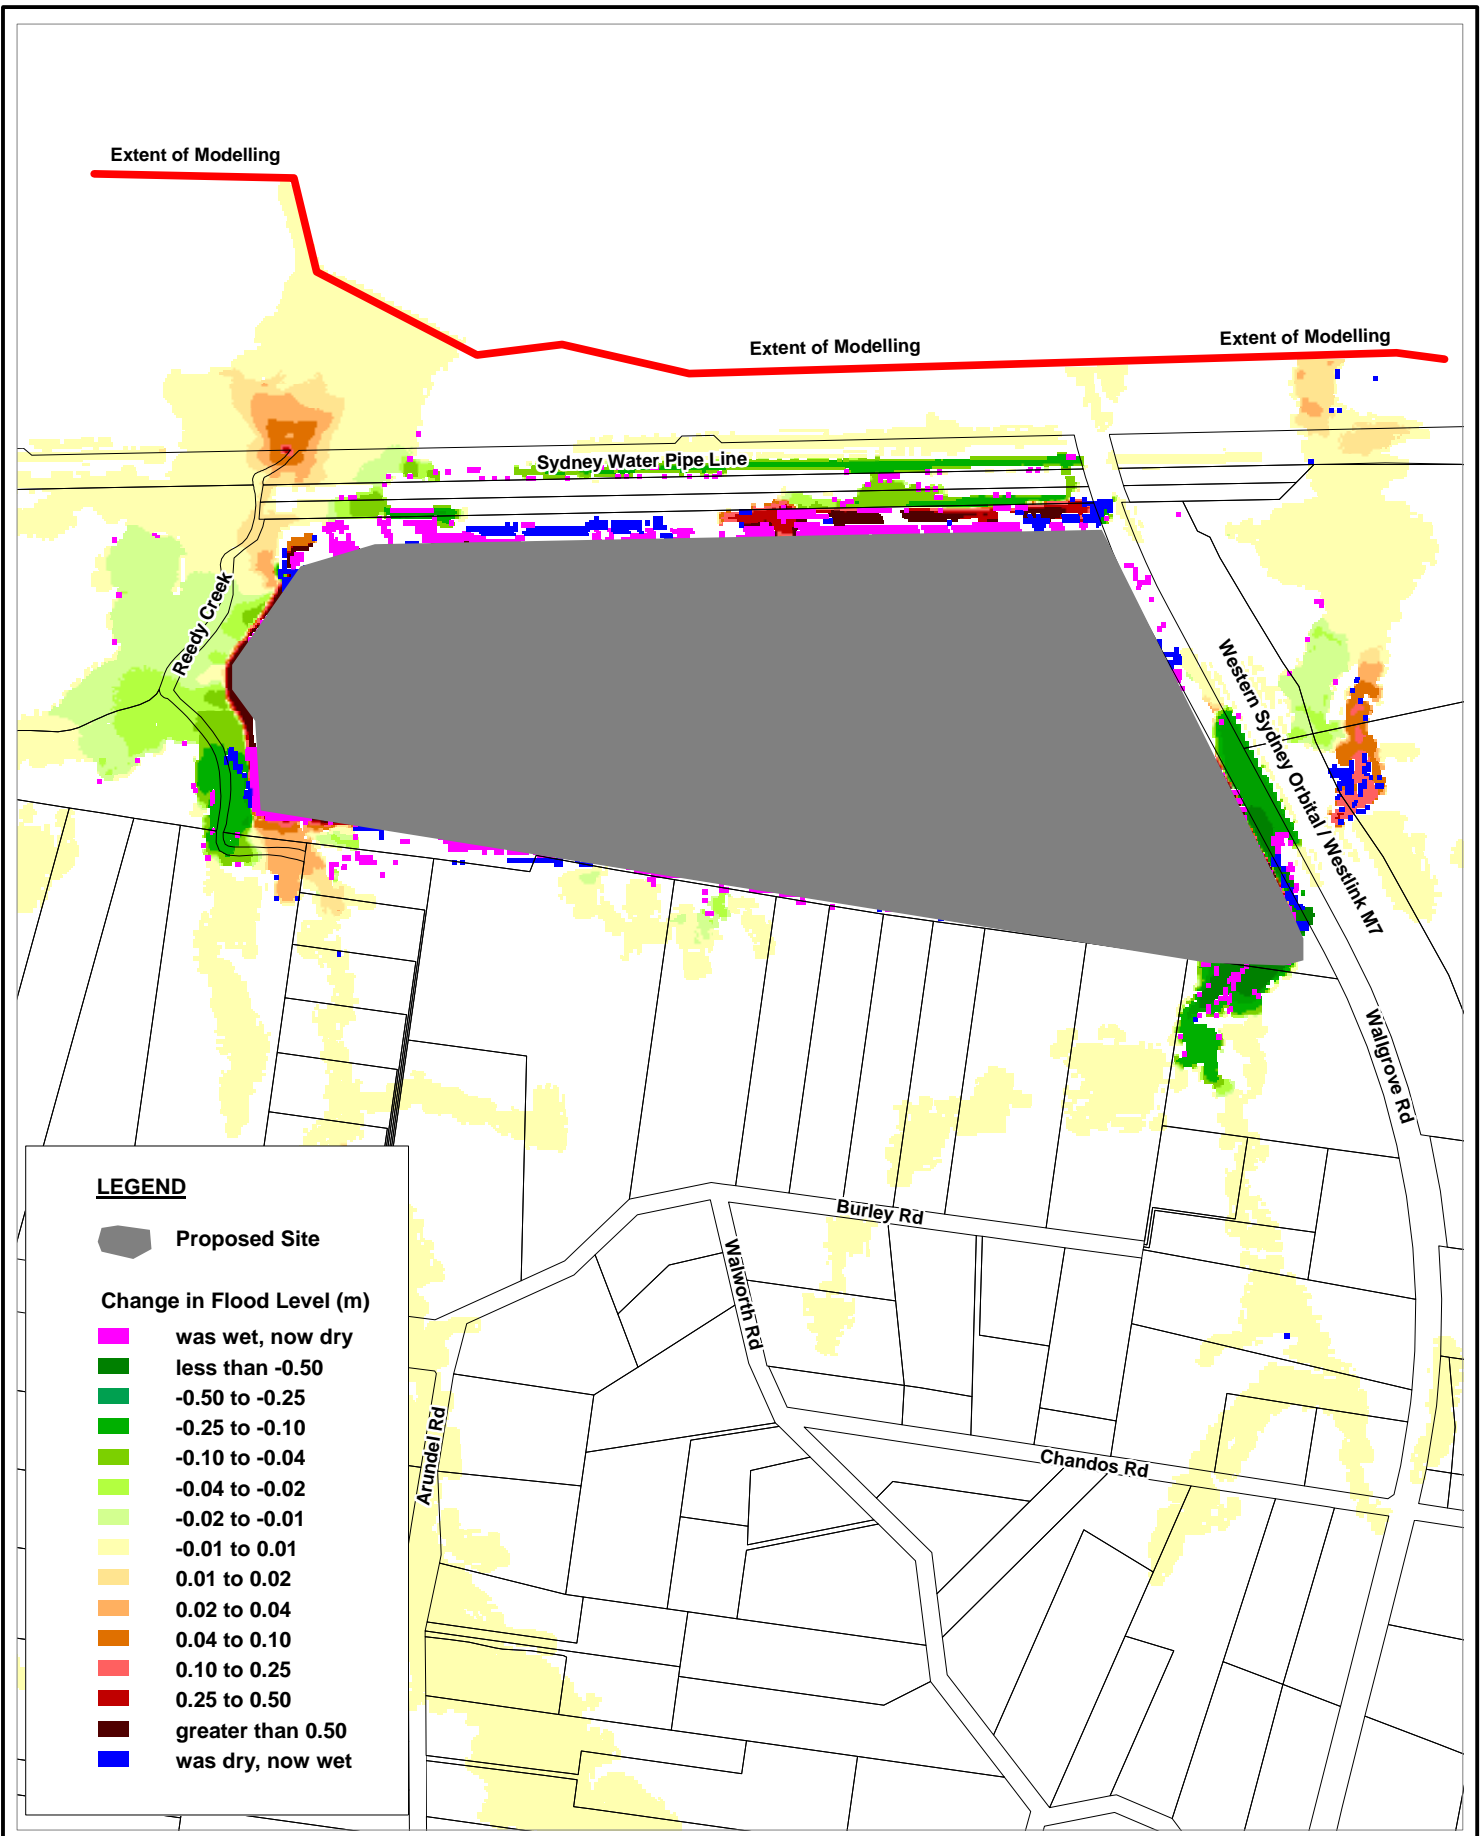 Extent of Modelling
Extent of Modelling
Extent of Modelling
Sydney Water Pipe Line
Reedy Creek
Western Sydney Orbital / Westlink M7
Wallgrove Rd
Burley Rd
Walworth Rd
Arundel Rd
Chandos Rd
LEGEND
Proposed Site
Change in Flood Level (m)
was wet, now dry
less than -0.50
-0.50 to -0.25
-0.25 to -0.10
-0.10 to -0.04
-0.04 to -0.02
-0.02 to -0.01
-0.01 to 0.01
0.01 to 0.02
0.02 to 0.04
0.04 to 0.10
0.10 to 0.25
0.25 to 0.50
greater than 0.50
was dry, now wet